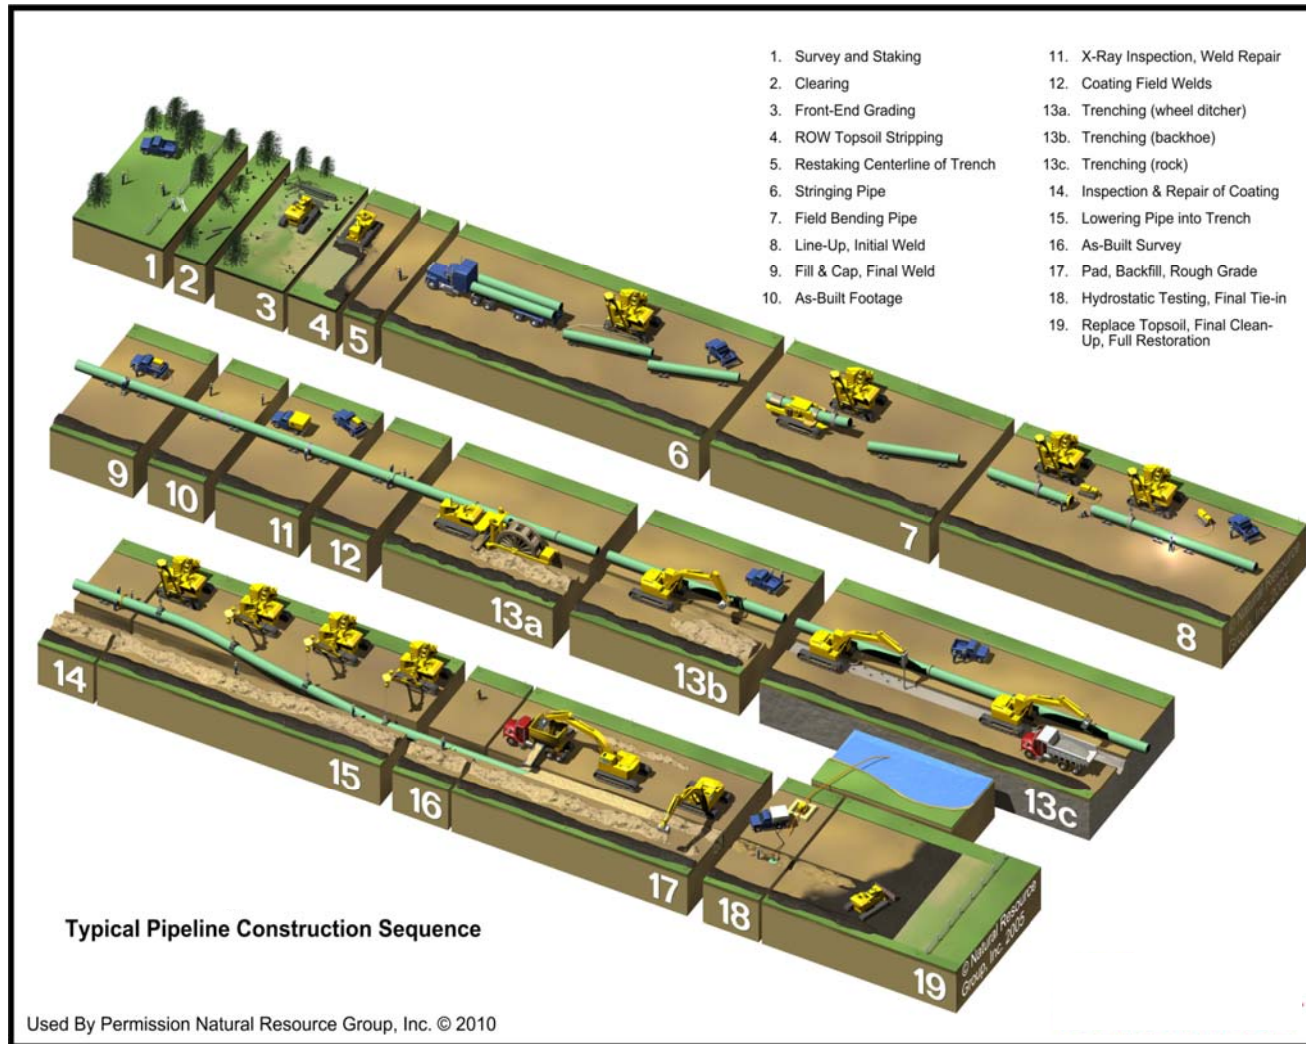 1. Survey and Staking
2. Clearing
3. Front-End Grading
4. ROW Topsoil Stripping
5. Restaking Centerline of Trench
6. Stringing Pipe
7. Field Bending Pipe
8. Line-Up, Initial Weld
9. Fill & Cap, Final Weld
10. As-Built Footage
11. X-Ray Inspection, Weld Repair
12. Coating Field Welds
13a. Trenching (wheel ditcher)
13b. Trenching (backhoe)
13c. Trenching (rock)
14. Inspection & Repair of Coating
15. Lowering Pipe into Trench
16. As-Built Survey
17. Pad, Backfill, Rough Grade
18. Hydrostatic Testing, Final Tie-in
19. Replace Topsoil, Final Clean-
Up, Full Restoration
1
2
3
4
5
6
7
8
9
10
11
12
13a
13b
13c
14
15
16
17
18
19
© Natural Resource
Group, Inc. 2005
Typical Pipeline Construction Sequence
Used By Permission Natural Resource Group, Inc. © 2010